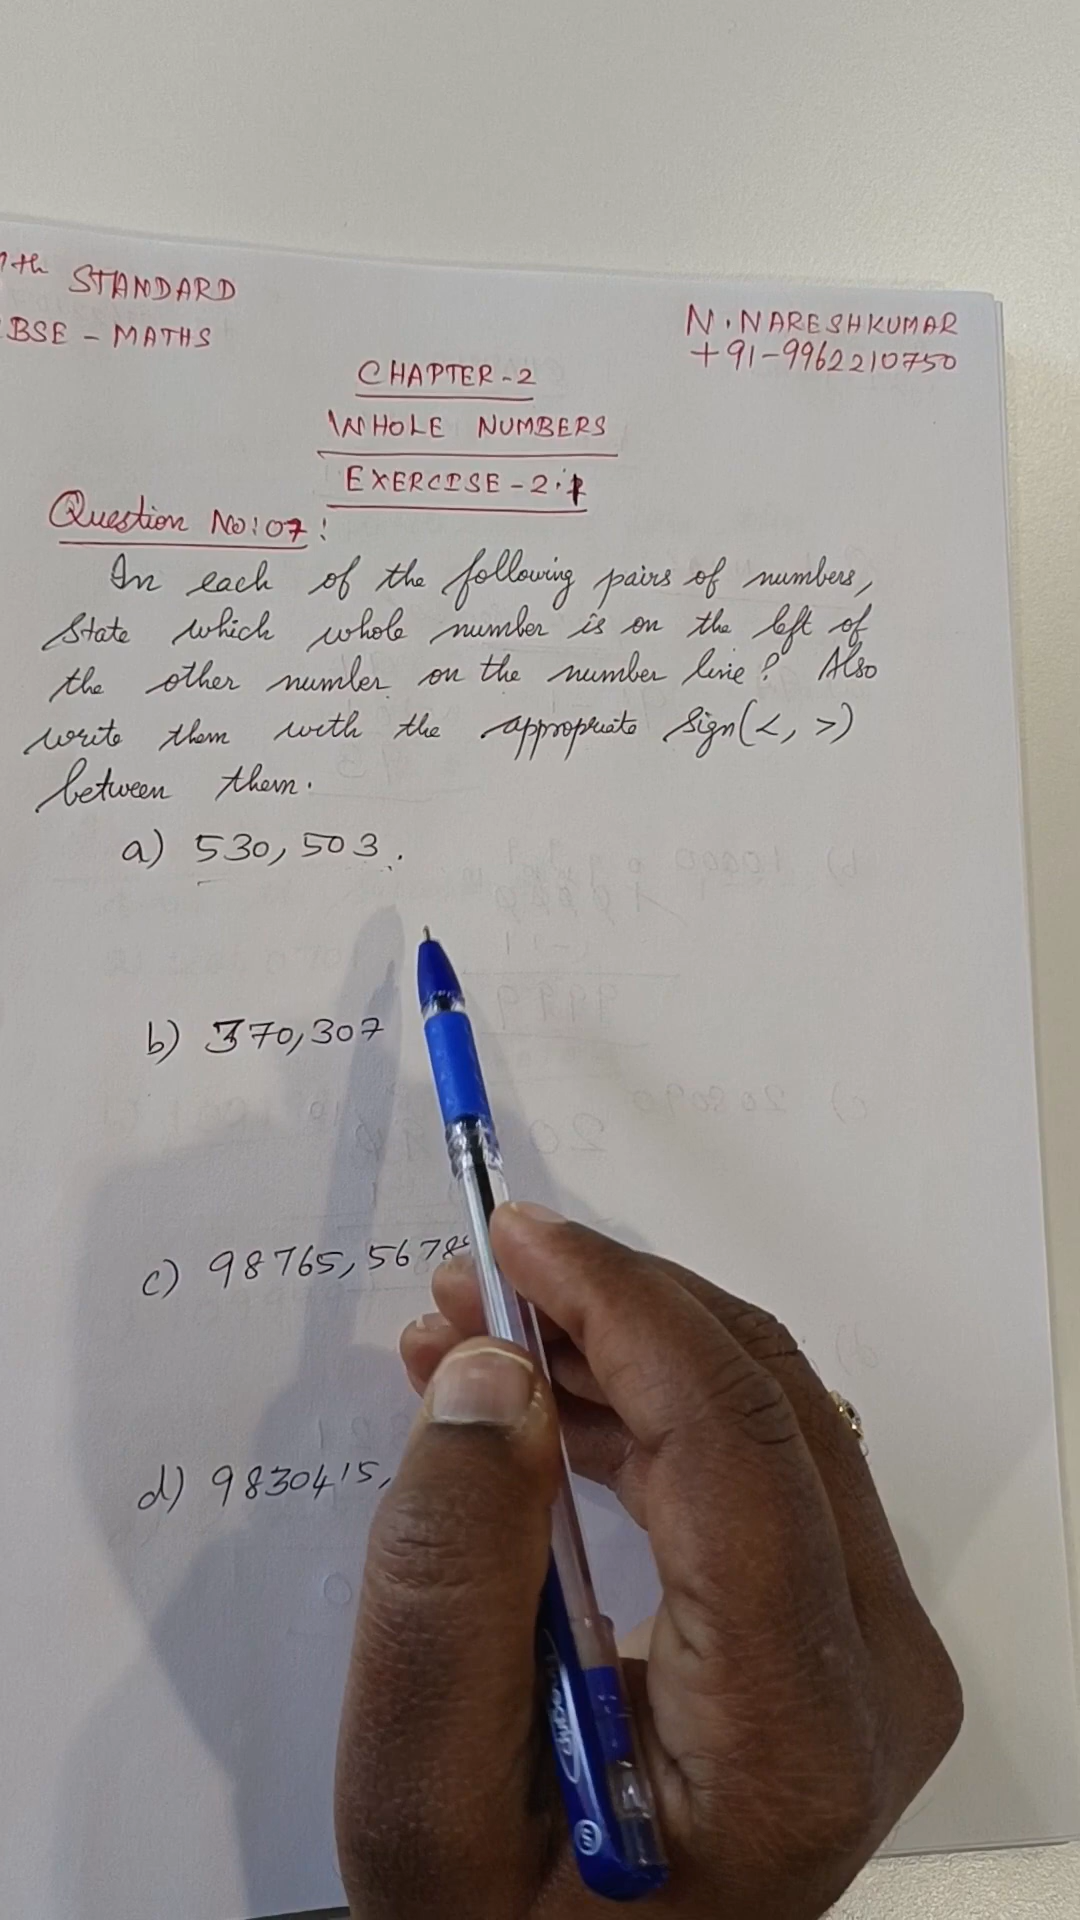 STANDARD
BSE - MATHS
N. NARESHKUMAR
+91-9962210750
CHAPTER-2
WHOLE NUMBERS
EXERCISE-2.1
Question No:07:
In each of the following pairs of numbers,
State which whole number is on the left of
the other number on the number line? Also
write them with the appropriate Sign(<, >)
between them.
a) 530, 503.
b) 370, 307
c) 98765, 5678
d) 9830415,